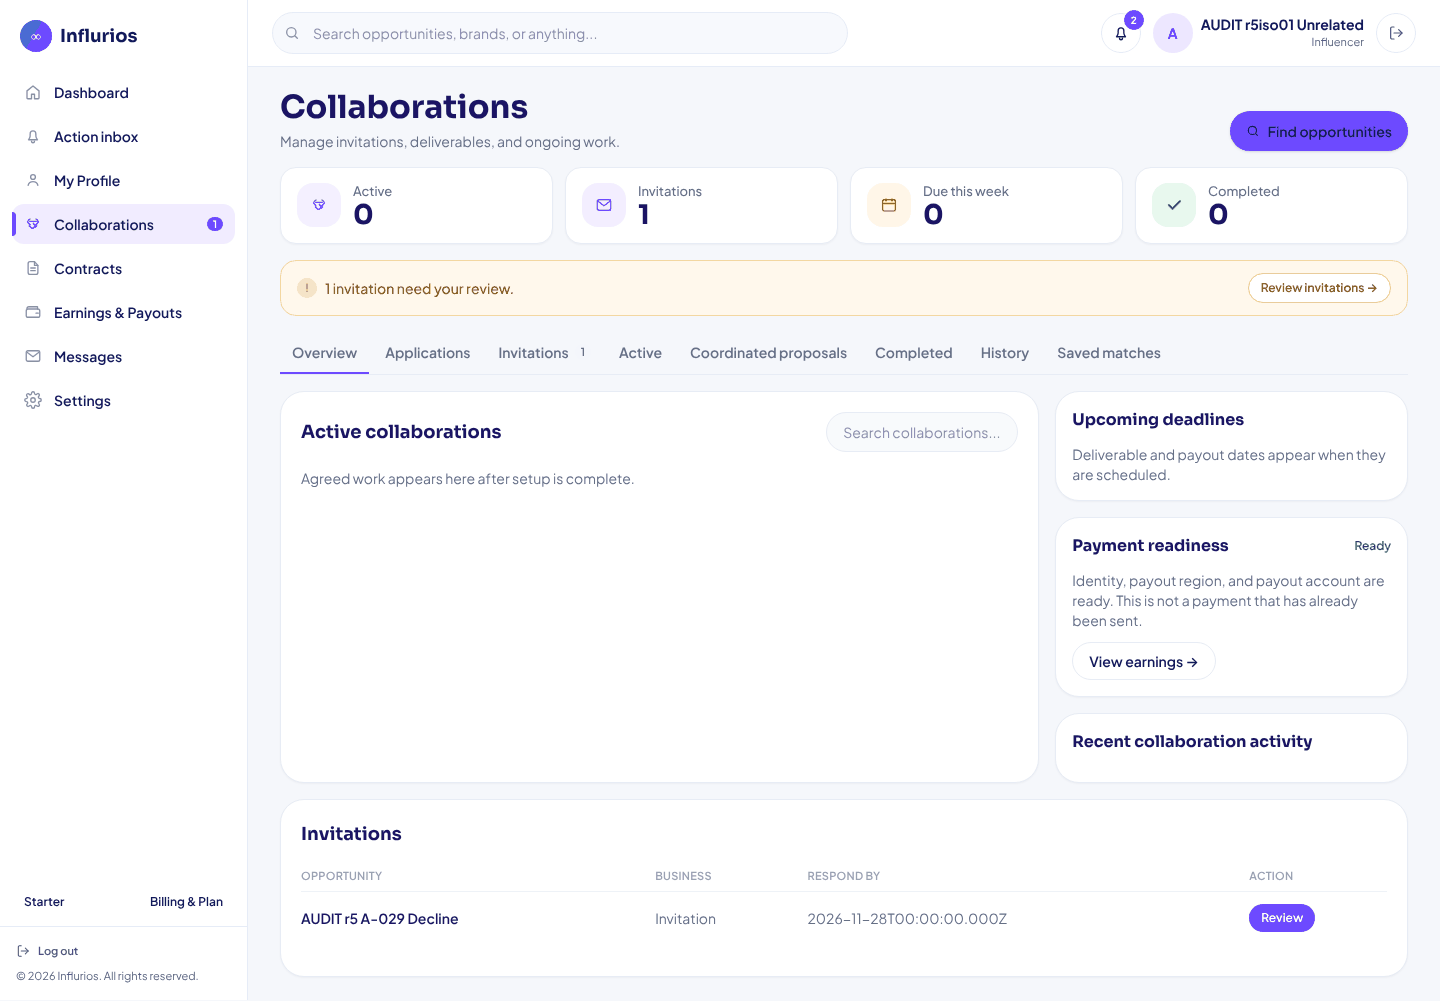 Influrios
Dashboard
Action inbox
My Profile
Collaborations 1
Contracts
Earnings & Payouts
Messages
Settings
Starter Billing & Plan
Log out
© 2026 Influrios. All rights reserved.
Search opportunities, brands, or anything...
2
A
AUDIT r5iso01 Unrelated
Influencer
Collaborations
Manage invitations, deliverables, and ongoing work.
Find opportunities
Active
0
Invitations
1
Due this week
0
Completed
0
! 1 invitation need your review. Review invitations →
Overview Applications Invitations 1 Active Coordinated proposals Completed History Saved matches
Active collaborations Search collaborations...
Agreed work appears here after setup is complete.
Upcoming deadlines
Deliverable and payout dates appear when they
are scheduled.
Payment readiness Ready
Identity, payout region, and payout account are
ready. This is not a payment that has already
been sent.
View earnings →
Recent collaboration activity
Invitations
OPPORTUNITY BUSINESS RESPOND BY ACTION
AUDIT r5 A-029 Decline Invitation 2026-11-28T00:00:00.000Z Review